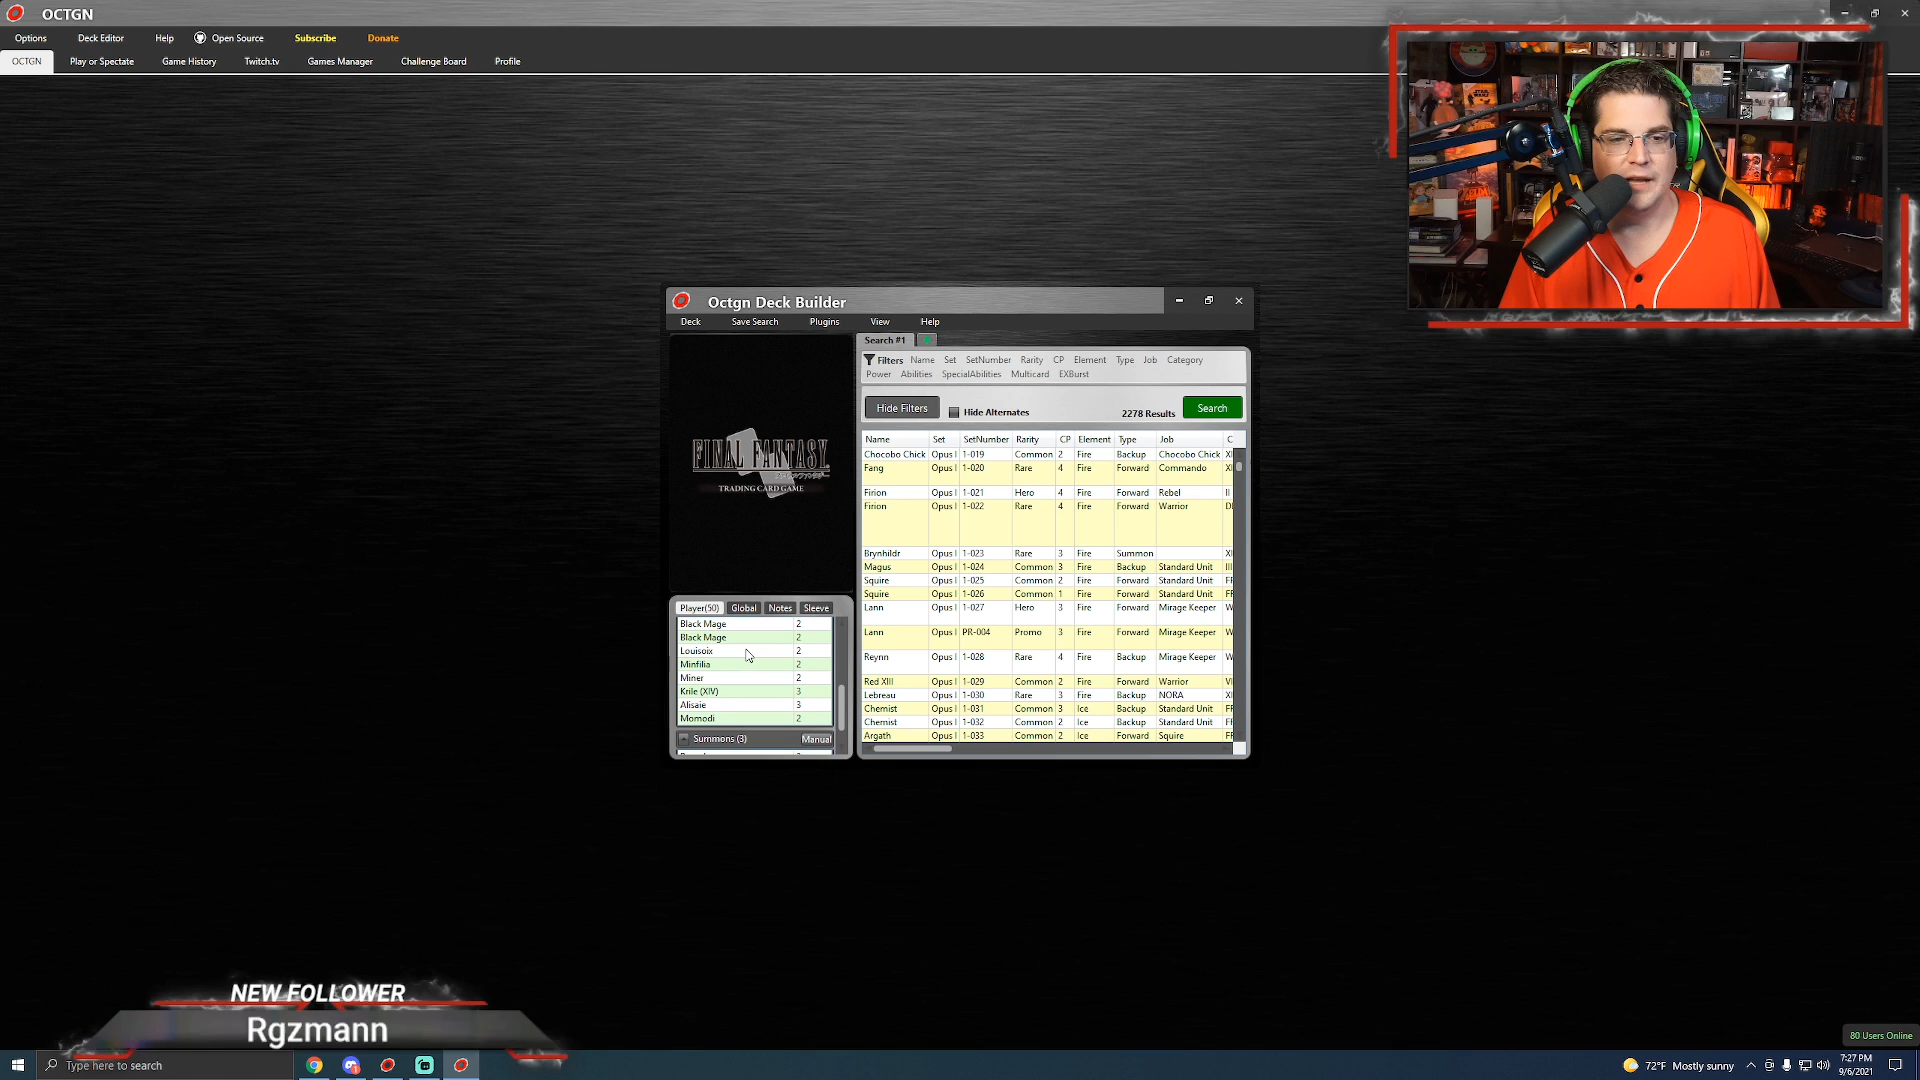 OCTGN
Options Deck Editor Help Open Source Subscribe Donate
OCTGN Play or Spectate Game History Twitch.tv Games Manager Challenge Board Profile
Octgn Deck Builder
Deck Save Search Plugins View Help
Search #1
Filters Name Set SetNumber Rarity CP Element Type Job Category
Power Abilities SpecialAbilities Multicard EXBurst
Hide Filters Hide Alternates 2278 Results Search
Name Set SetNumber Rarity CP Element Type Job C
Chocobo Chick Opus I 1-019 Common 2 Fire Backup Chocobo Chick XI
Fang Opus I 1-020 Rare 4 Fire Forward Commando XI
Firion Opus I 1-021 Hero 4 Fire Forward Rebel II
Firion Opus I 1-022 Rare 4 Fire Forward Warrior DI
Brynhildr Opus I 1-023 Rare 3 Fire Summon XI
Magus Opus I 1-024 Common 3 Fire Backup Standard Unit III
Squire Opus I 1-025 Common 2 Fire Forward Standard Unit FF
Squire Opus I 1-026 Common 1 Fire Forward Standard Unit FF
Lann Opus I 1-027 Hero 3 Fire Forward Mirage Keeper W
Lann Opus I PR-004 Promo 3 Fire Forward Mirage Keeper W
Reynn Opus I 1-028 Rare 4 Fire Backup Mirage Keeper W
Red XIII Opus I 1-029 Common 2 Fire Forward Warrior VI
Lebreau Opus I 1-030 Rare 3 Fire Backup NORA XI
Chemist Opus I 1-031 Common 3 Ice Backup Standard Unit FF
Chemist Opus I 1-032 Common 2 Ice Backup Standard Unit FF
Argath Opus I 1-033 Common 2 Ice Forward Squire FF
FINAL FANTASY
TRADING CARD GAME
Player(50) Global Notes Sleeve
Black Mage 2
Black Mage 2
Louisoix 2
Minfilia 2
Miner 2
Krile (XIV) 3
Alisaie 3
Momodi 2
Summons (3) Manual
NEW FOLLOWER
Rgzmann
80 Users Online
Type here to search
72°F Mostly sunny
7:27 PM
9/6/2021